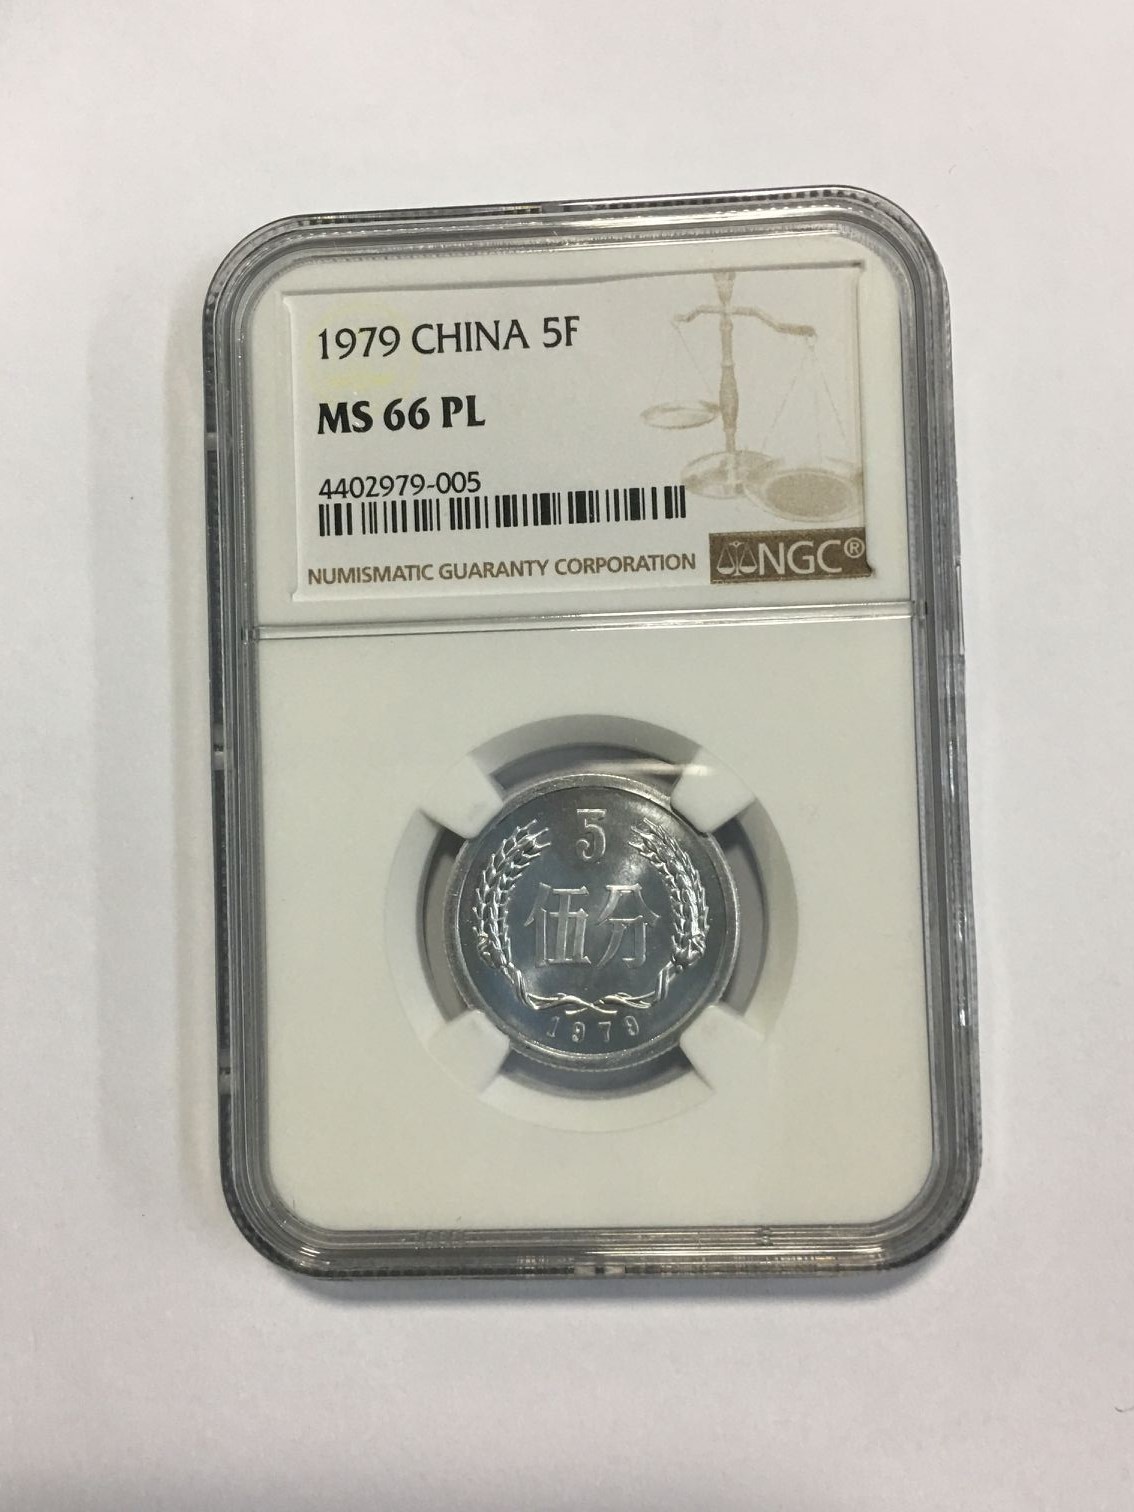 1979 CHINA 5F
MS 66 PL
4402979-005
NUMISMATIC GUARANTY CORPORATION
NGC®
5
伍分
1979